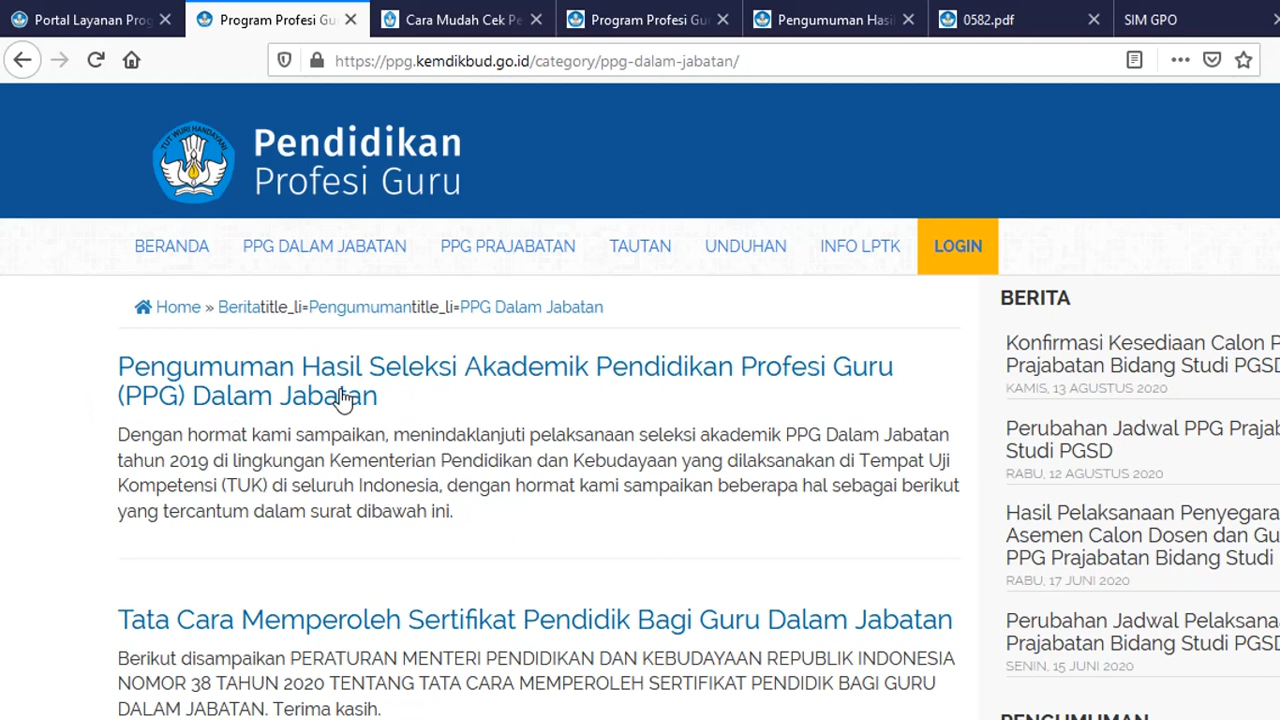 Portal Layanan Prog
Program Profesi Gu
Cara Mudah Cek Pe
Program Profesi Gu
Pengumuman Hasil
0582.pdf
SIM GPO
https://ppg.kemdikbud.go.id/category/ppg-dalam-jabatan/
TUT WURI HANDAYANI
Pendidikan
Profesi Guru
BERANDA
PPG DALAM JABATAN
PPG PRAJABATAN
TAUTAN
UNDUHAN
INFO LPTK
LOGIN
Home » Beritatitle_li=Pengumumantitle_li=PPG Dalam Jabatan
Pengumuman Hasil Seleksi Akademik Pendidikan Profesi Guru
(PPG) Dalam Jabatan
Dengan hormat kami sampaikan, menindaklanjuti pelaksanaan seleksi akademik PPG Dalam Jabatan
tahun 2019 di lingkungan Kementerian Pendidikan dan Kebudayaan yang dilaksanakan di Tempat Uji
Kompetensi (TUK) di seluruh Indonesia, dengan hormat kami sampaikan beberapa hal sebagai berikut
yang tercantum dalam surat dibawah ini.
Tata Cara Memperoleh Sertifikat Pendidik Bagi Guru Dalam Jabatan
Berikut disampaikan PERATURAN MENTERI PENDIDIKAN DAN KEBUDAYAAN REPUBLIK INDONESIA
NOMOR 38 TAHUN 2020 TENTANG TATA CARA MEMPEROLEH SERTIFIKAT PENDIDIK BAGI GURU
DALAM JABATAN. Terima kasih.
BERITA
Konfirmasi Kesediaan Calon P
Prajabatan Bidang Studi PGSD
KAMIS, 13 AGUSTUS 2020
Perubahan Jadwal PPG Prajab
Studi PGSD
RABU, 12 AGUSTUS 2020
Hasil Pelaksanaan Penyegara
Asemen Calon Dosen dan Gu
PPG Prajabatan Bidang Studi
RABU, 17 JUNI 2020
Perubahan Jadwal Pelaksana
Prajabatan Bidang Studi PGSD
SENIN, 15 JUNI 2020
PENGUMUMAN